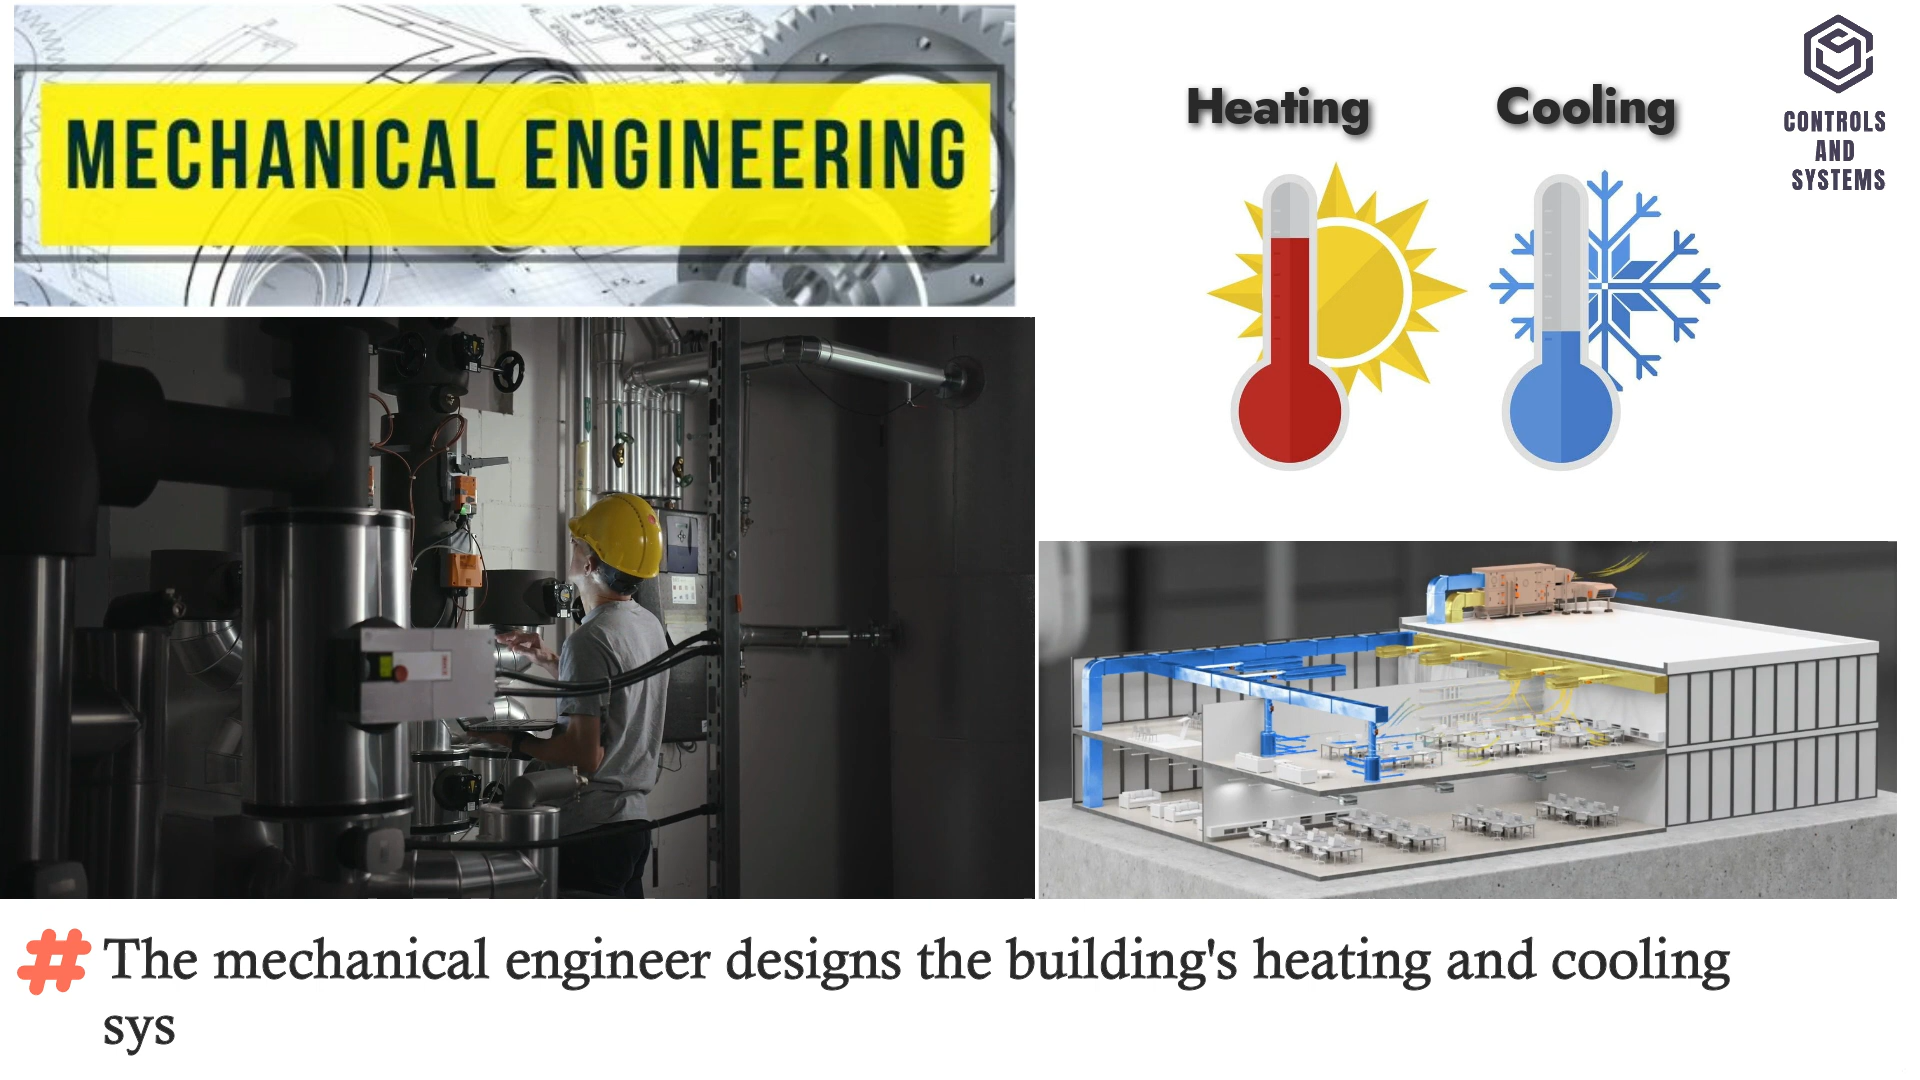 MECHANICAL ENGINEERING
Heating
Cooling
CONTROLS
AND
SYSTEMS
# The mechanical engineer designs the building's heating and cooling
sys